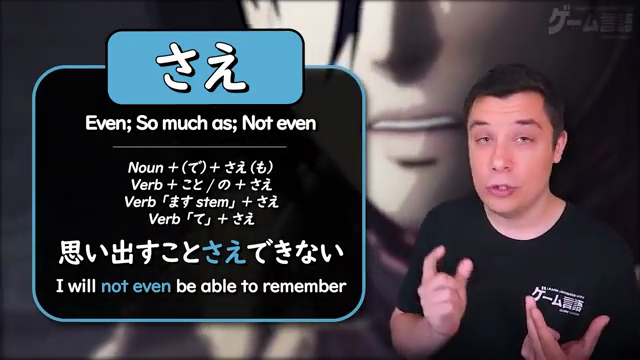 さえ
Even; So much as; Not even
Noun +（で）+ さえ（も）
Verb + こと / の + さえ
Verb「ます stem」+ さえ
Verb「て」+ さえ
思い出すことさえできない
I will not even be able to remember
ゲーム言語
ゲーム言語